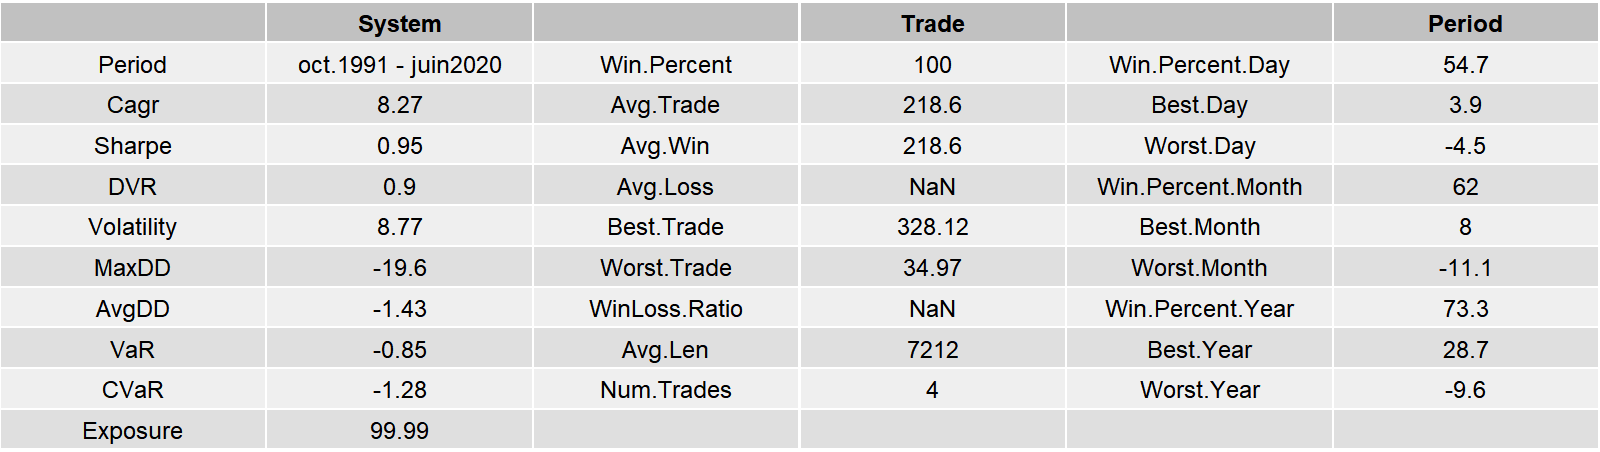 System Trade Period
Period oct.1991 - juin2020 Win.Percent 100 Win.Percent.Day 54.7
Cagr 8.27 Avg.Trade 218.6 Best.Day 3.9
Sharpe 0.95 Avg.Win 218.6 Worst.Day -4.5
DVR 0.9 Avg.Loss NaN Win.Percent.Month 62
Volatility 8.77 Best.Trade 328.12 Best.Month 8
MaxDD -19.6 Worst.Trade 34.97 Worst.Month -11.1
AvgDD -1.43 WinLoss.Ratio NaN Win.Percent.Year 73.3
VaR -0.85 Avg.Len 7212 Best.Year 28.7
CVaR -1.28 Num.Trades 4 Worst.Year -9.6
Exposure 99.99